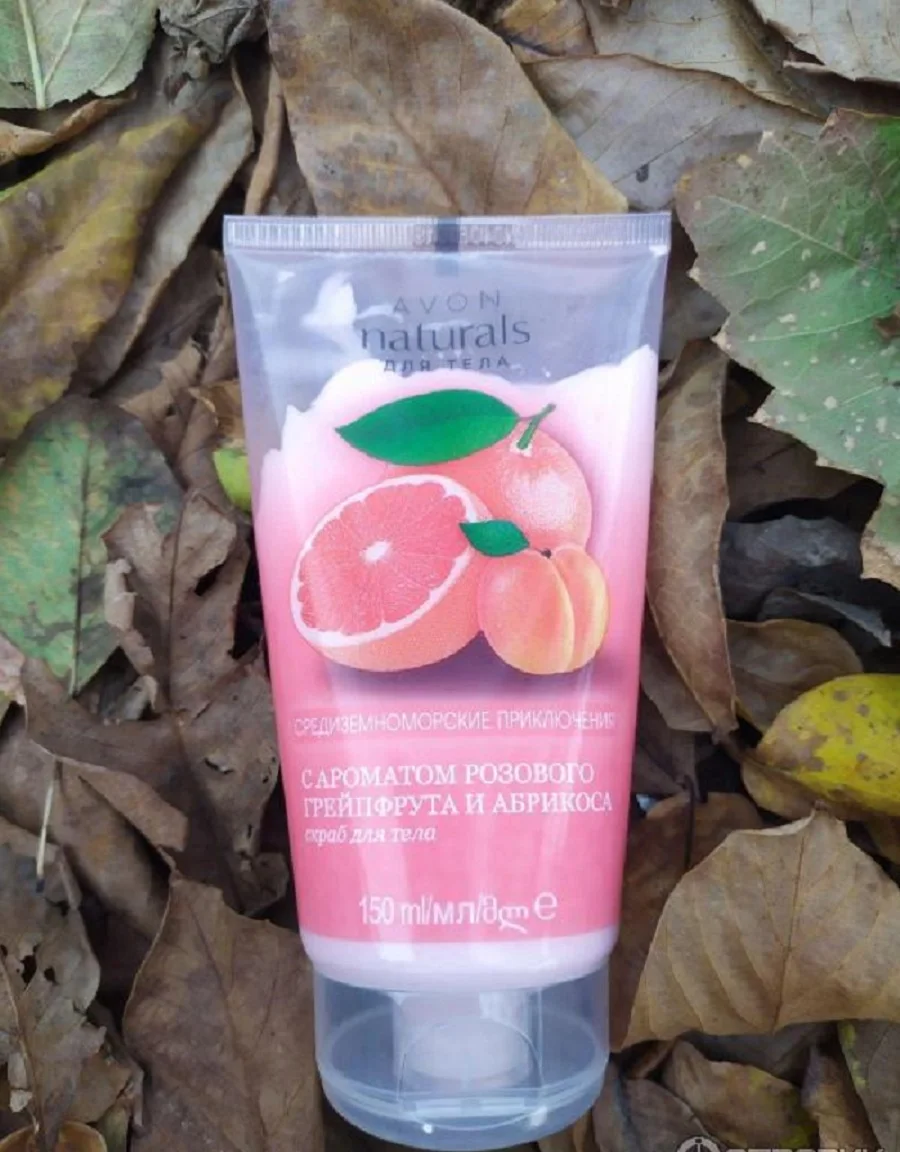 AVON
naturals
ДЛЯ ТЕЛА
СРЕДИЗЕМНОМОРСКИЕ ПРИКЛЮЧЕНИЯ
С АРОМАТОМ РОЗОВОГО
ГРЕЙПФРУТА И АБРИКОСА
скраб для тела
150 ml/мл/მლ e